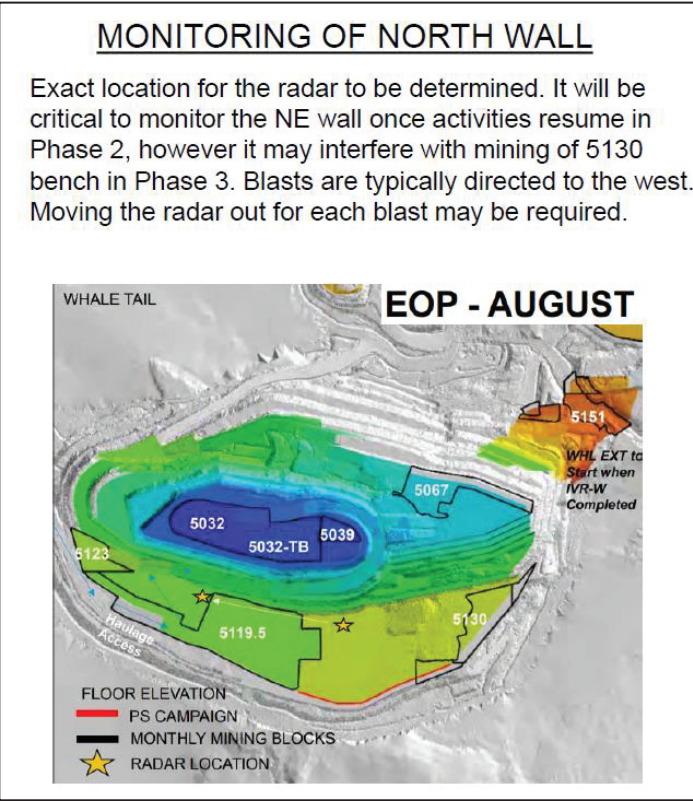 MONITORING OF NORTH WALL
Exact location for the radar to be determined. It will be
critical to monitor the NE wall once activities resume in
Phase 2, however it may interfere with mining of 5130
bench in Phase 3. Blasts are typically directed to the west.
Moving the radar out for each blast may be required.
WHALE TAIL
EOP - AUGUST
5151
WHL EXT to
Start when
IVR-W
Completed
5067
5032
5032-TB
5039
5123
5119.5
5130
Haulage
Access
FLOOR ELEVATION
PS CAMPAIGN
MONTHLY MINING BLOCKS
RADAR LOCATION